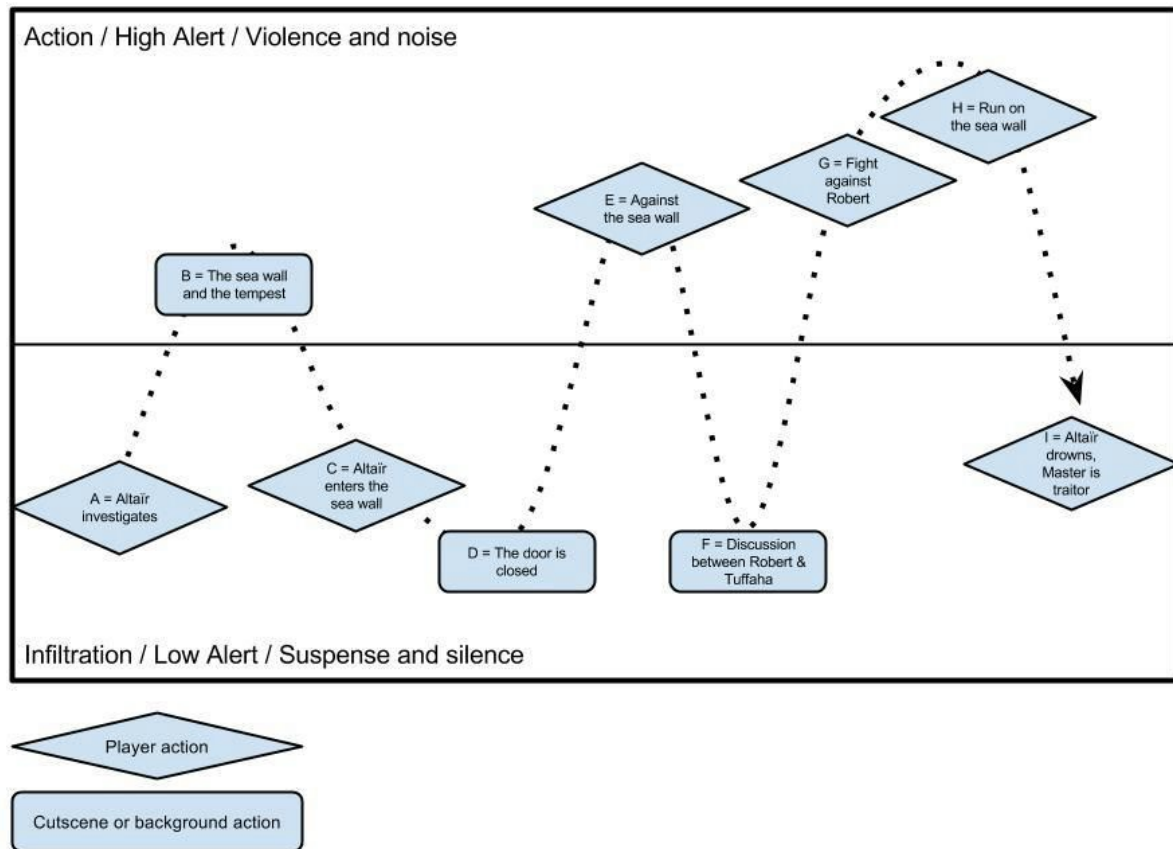 Action / High Alert / Violence and noise
H = Run on
the sea wall
G = Fight
against
Robert
E = Against
the sea wall
B = The sea wall
and the tempest
I = Altaïr
drowns,
Master is
traitor
C = Altaïr
enters the
sea wall
A = Altaïr
investigates
D = The door is
closed
F = Discussion
between Robert &
Tuffaha
Infiltration / Low Alert / Suspense and silence
Player action
Cutscene or background action